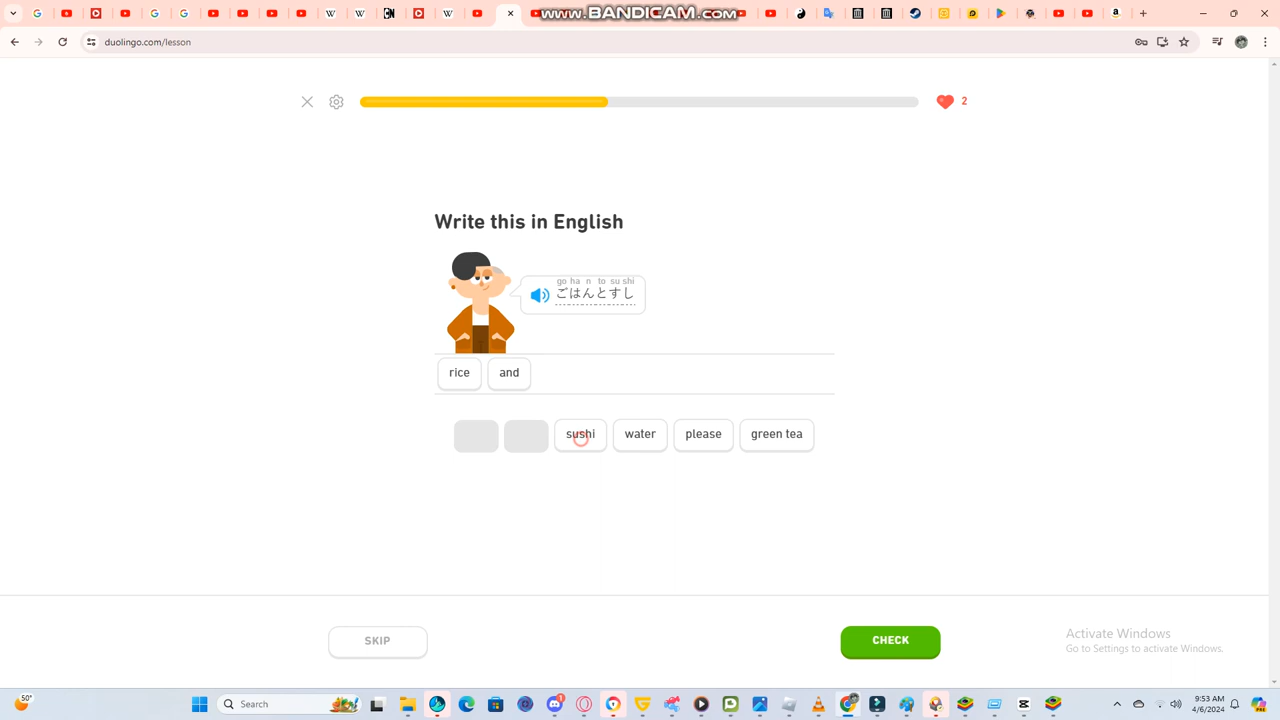 www.BANDICAM.com
duolingo.com/lesson
2
Write this in English
go ha n to su shi
ごはんとすし
rice and
sushi water please green tea
SKIP CHECK
Activate Windows
Go to Settings to activate Windows.
50°
Search
9:53 AM
4/6/2024